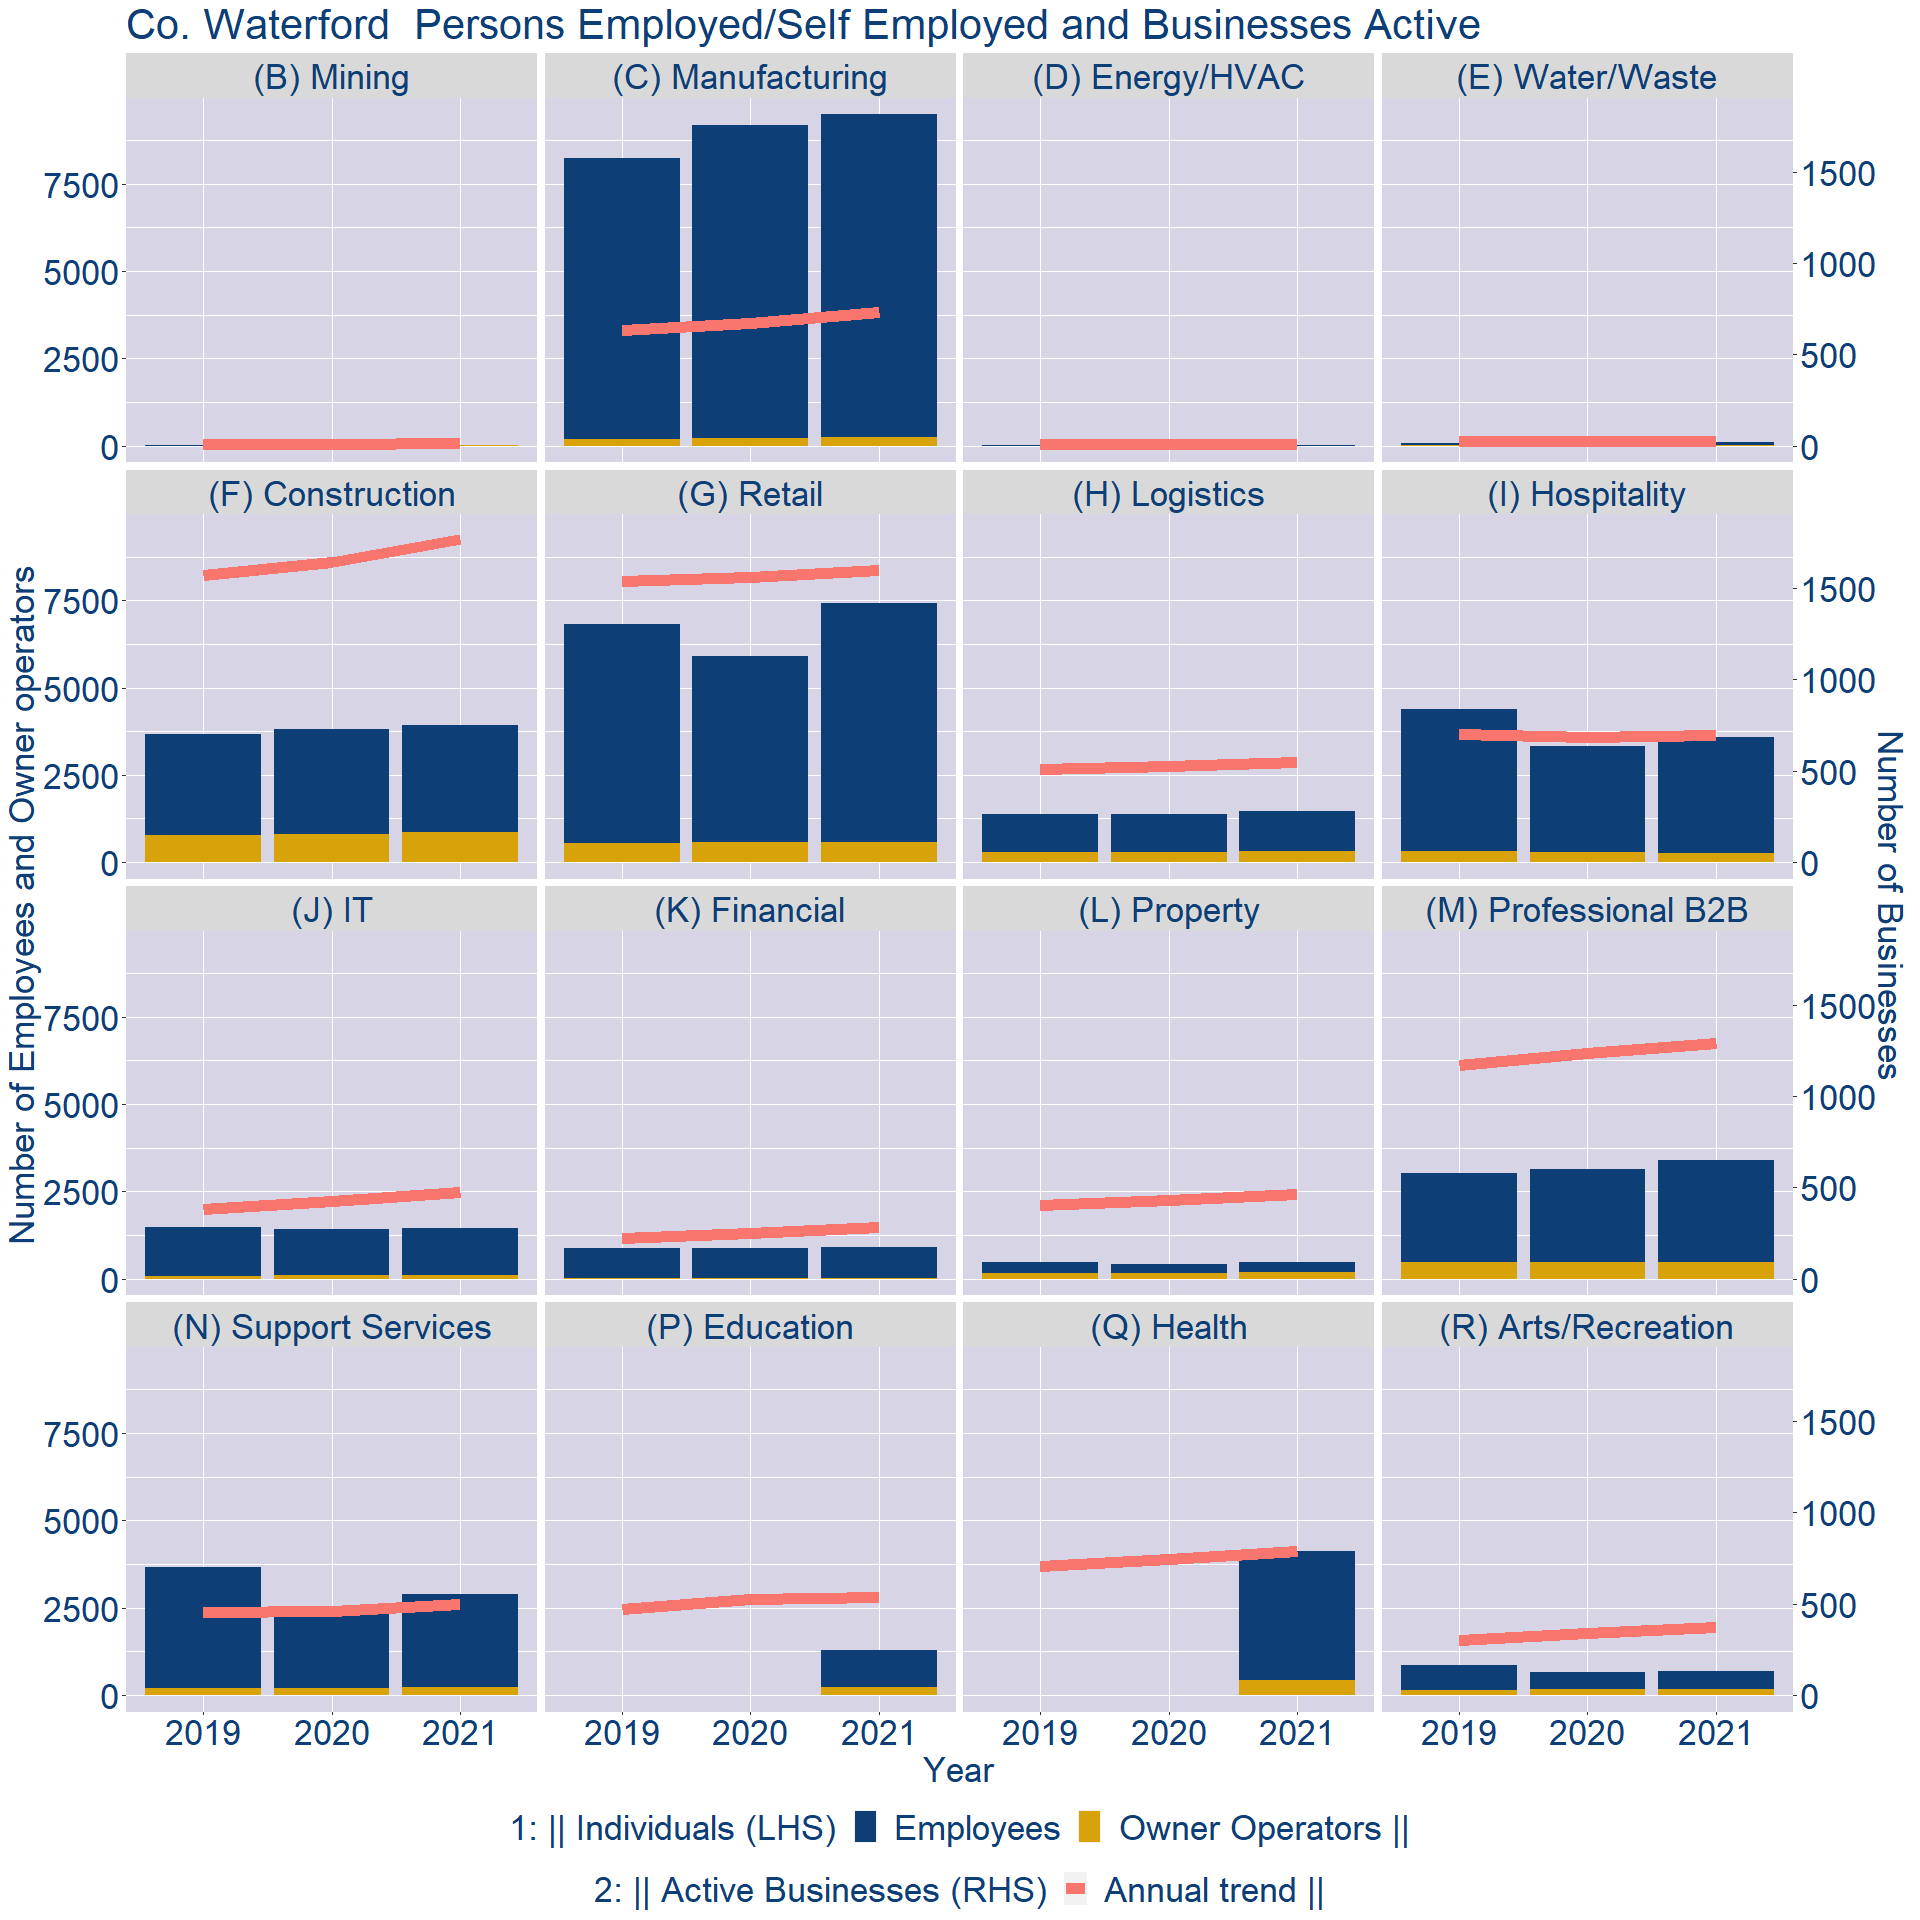 Co. Waterford  Persons Employed/Self Employed and Businesses Active
(B) Mining (C) Manufacturing (D) Energy/HVAC (E) Water/Waste
7500 1500
5000 1000
2500 500
0 0
(F) Construction (G) Retail (H) Logistics (I) Hospitality
7500 1500
5000 1000
2500 500
0 0
Number of Employees and Owner operators
Number of Businesses
(J) IT (K) Financial (L) Property (M) Professional B2B
7500 1500
5000 1000
2500 500
0 0
(N) Support Services (P) Education (Q) Health (R) Arts/Recreation
7500 1500
5000 1000
2500 500
0 0
2019 2020 2021 2019 2020 2021 2019 2020 2021 2019 2020 2021
Year
1: || Individuals (LHS) Employees Owner Operators ||
2: || Active Businesses (RHS) Annual trend ||